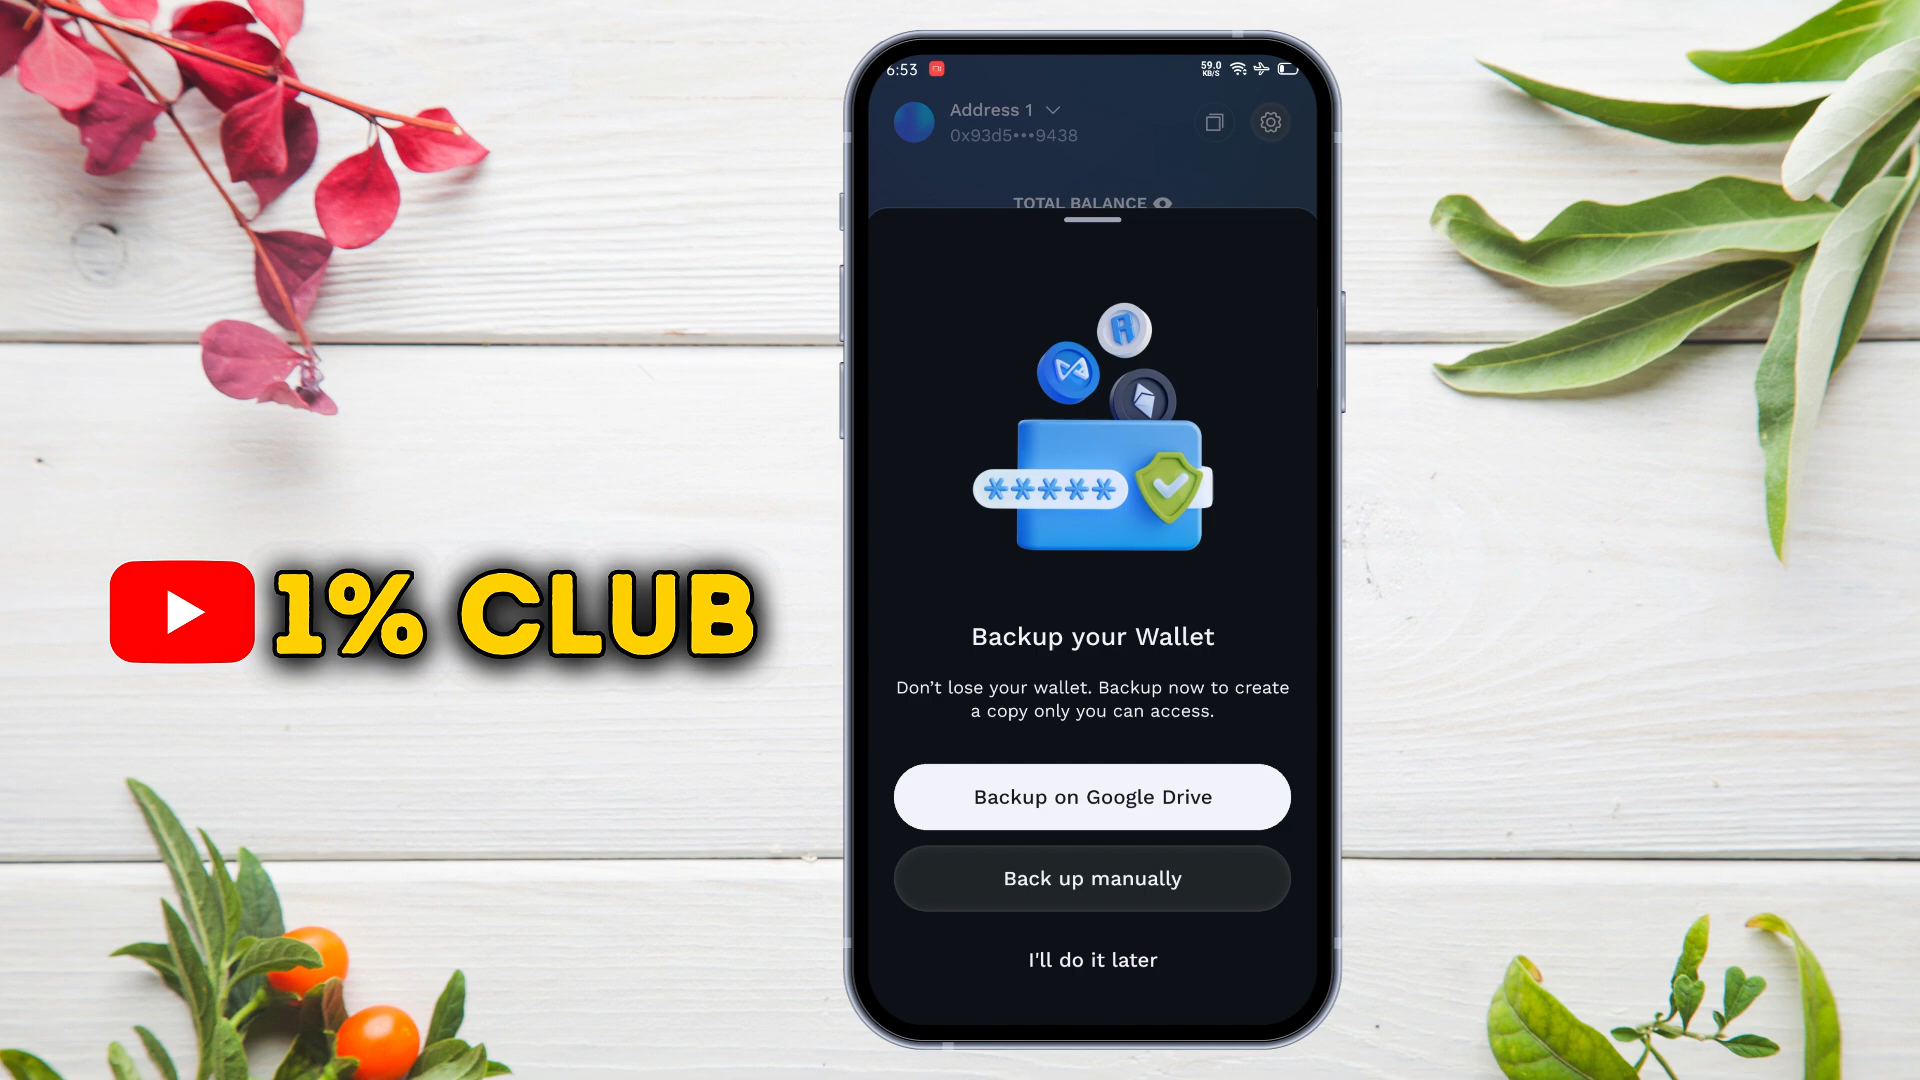 6:53
59.0
KB/S
Address 1
0x93d5•••9438
TOTAL BALANCE
*****
Backup your Wallet
Don't lose your wallet. Backup now to create
a copy only you can access.
Backup on Google Drive
Back up manually
I'll do it later
1% CLUB